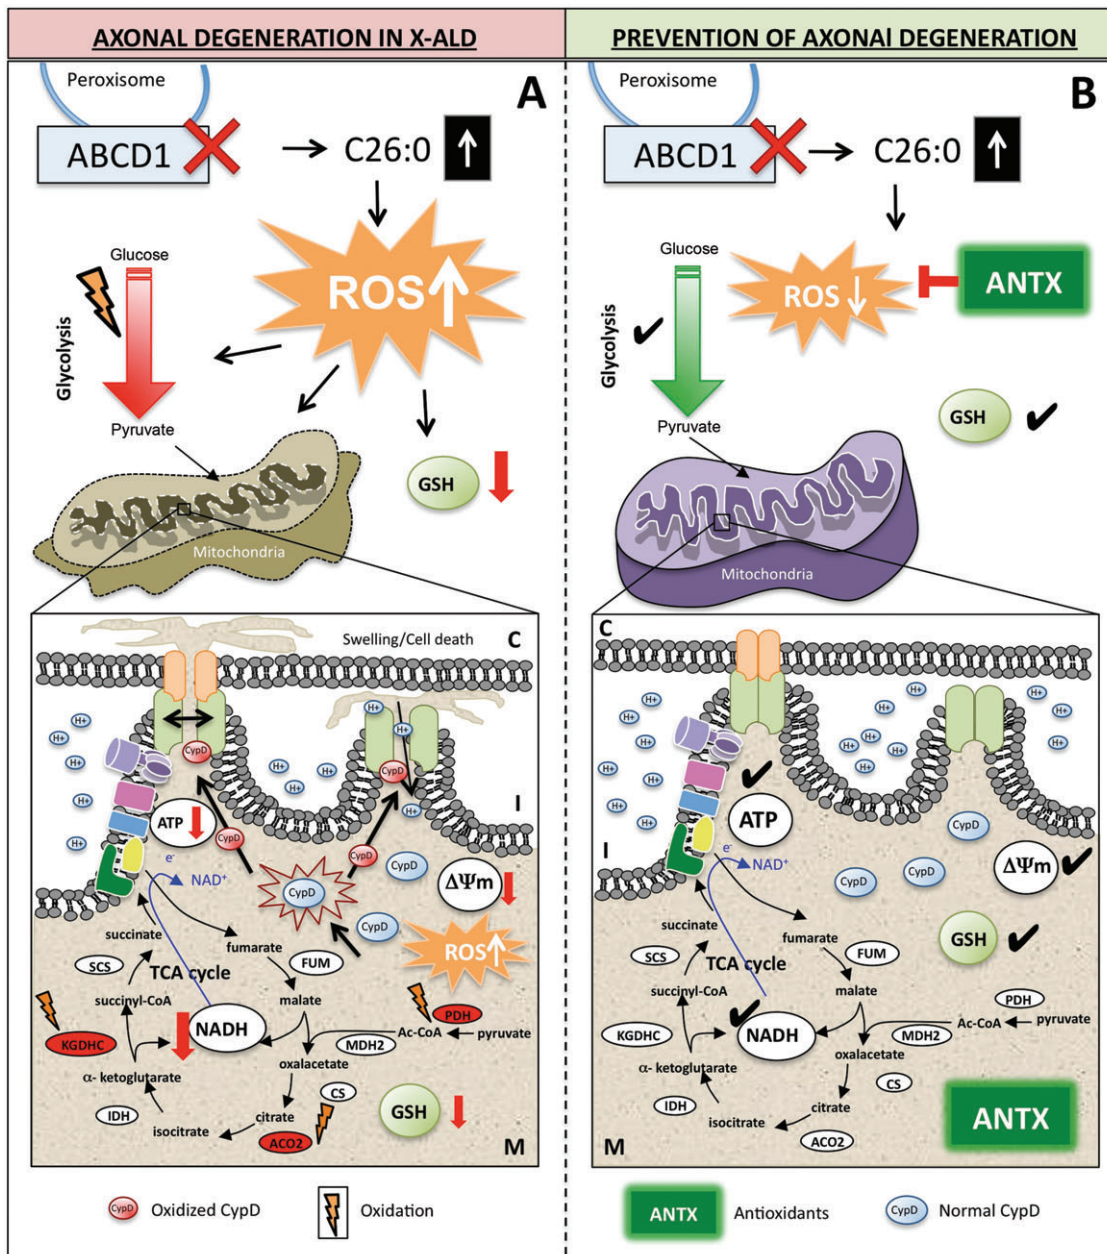 AXONAL DEGENERATION IN X-ALD
PREVENTION OF AXONAl DEGENERATION
A
Peroxisome
ABCD1
C26:0
ROS
Glucose
Glycolysis
Pyruvate
GSH
Mitochondria
Swelling/Cell death
C
H+
H+
H+
H+
H+
H+
H+
H+
H+
H+
H+
H+
CypD
CypD
I
ATP
CypD
CypD
e-
NAD+
CypD
CypD
ΔΨm
CypD
ROS
succinate
fumarate
SCS
TCA cycle
FUM
succinyl-CoA
malate
PDH
KGDHC
NADH
Ac-CoA
pyruvate
MDH2
oxalacetate
α- ketoglutarate
CS
IDH
citrate
GSH
isocitrate
ACO2
M
CypD
Oxidized CypD
Oxidation
B
Peroxisome
ABCD1
C26:0
Glucose
ROS
ANTX
Glycolysis
GSH
Pyruvate
Mitochondria
C
H+
H+
H+
H+
H+
H+
H+
H+
H+
H+
H+
H+
H+
ATP
CypD
I
e-
NAD+
CypD
CypD
ΔΨm
succinate
fumarate
GSH
SCS
TCA cycle
FUM
succinyl-CoA
malate
PDH
KGDHC
NADH
Ac-CoA
pyruvate
MDH2
oxalacetate
α- ketoglutarate
CS
IDH
citrate
isocitrate
ACO2
ANTX
M
ANTX
Antioxidants
CypD
Normal CypD